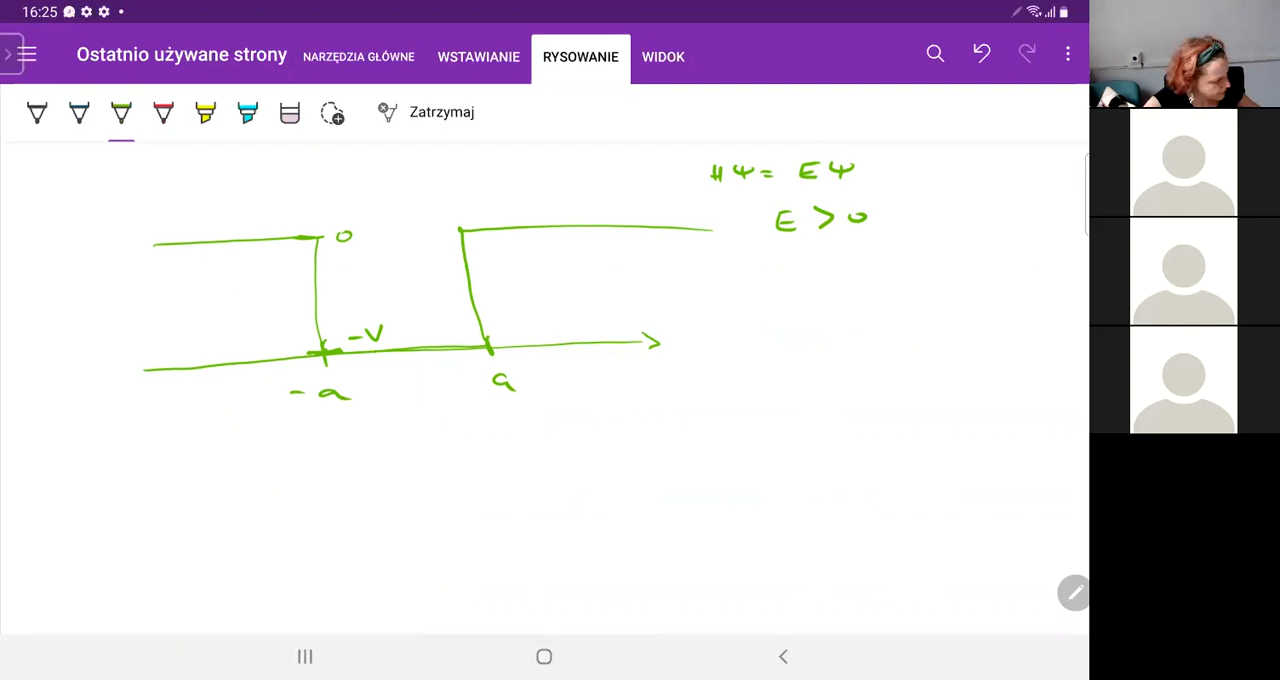 16:25
Ostatnio używane strony NARZĘDZIA GŁÓWNE WSTAWIANIE RYSOWANIE WIDOK
Zatrzymaj
HΨ = EΨ
E > 0
0
-V
-a
a